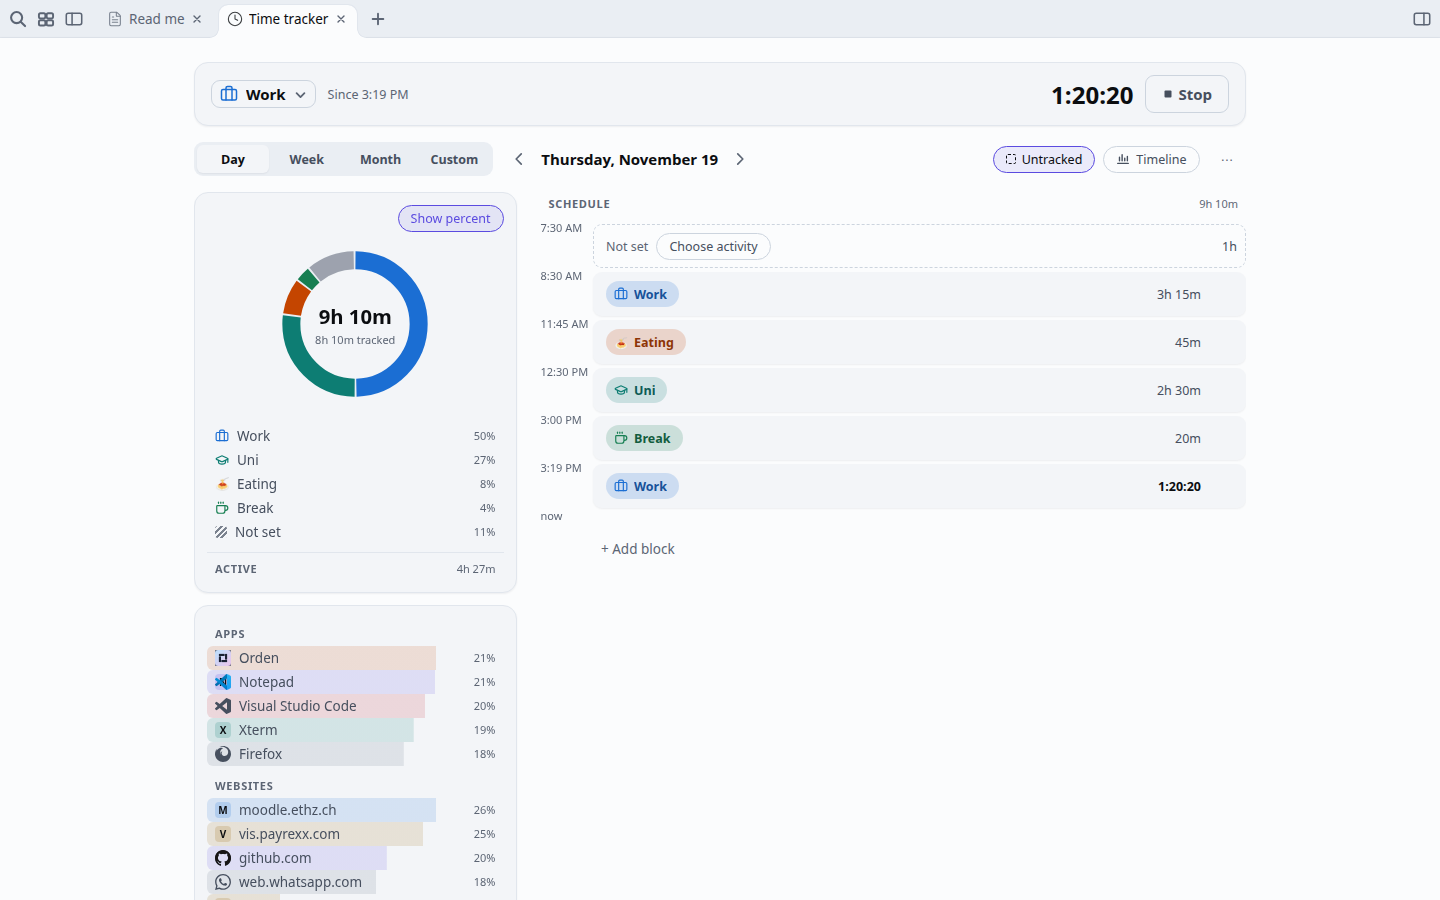 Read me
Time tracker
Work
Since 3:19 PM
1:20:20
Stop
Day
Week
Month
Custom
Thursday, November 19
Untracked
Timeline
...
Show percent
9h 10m
8h 10m tracked
Work 50%
Uni 27%
Eating 8%
Break 4%
Not set 11%
ACTIVE 4h 27m
APPS
Orden 21%
Notepad 21%
Visual Studio Code 20%
X Xterm 19%
Firefox 18%
WEBSITES
M moodle.ethz.ch 26%
V vis.payrexx.com 25%
github.com 20%
web.whatsapp.com 18%
SCHEDULE 9h 10m
7:30 AM
Not set Choose activity 1h
8:30 AM
Work 3h 15m
11:45 AM
Eating 45m
12:30 PM
Uni 2h 30m
3:00 PM
Break 20m
3:19 PM
Work 1:20:20
now
+ Add block